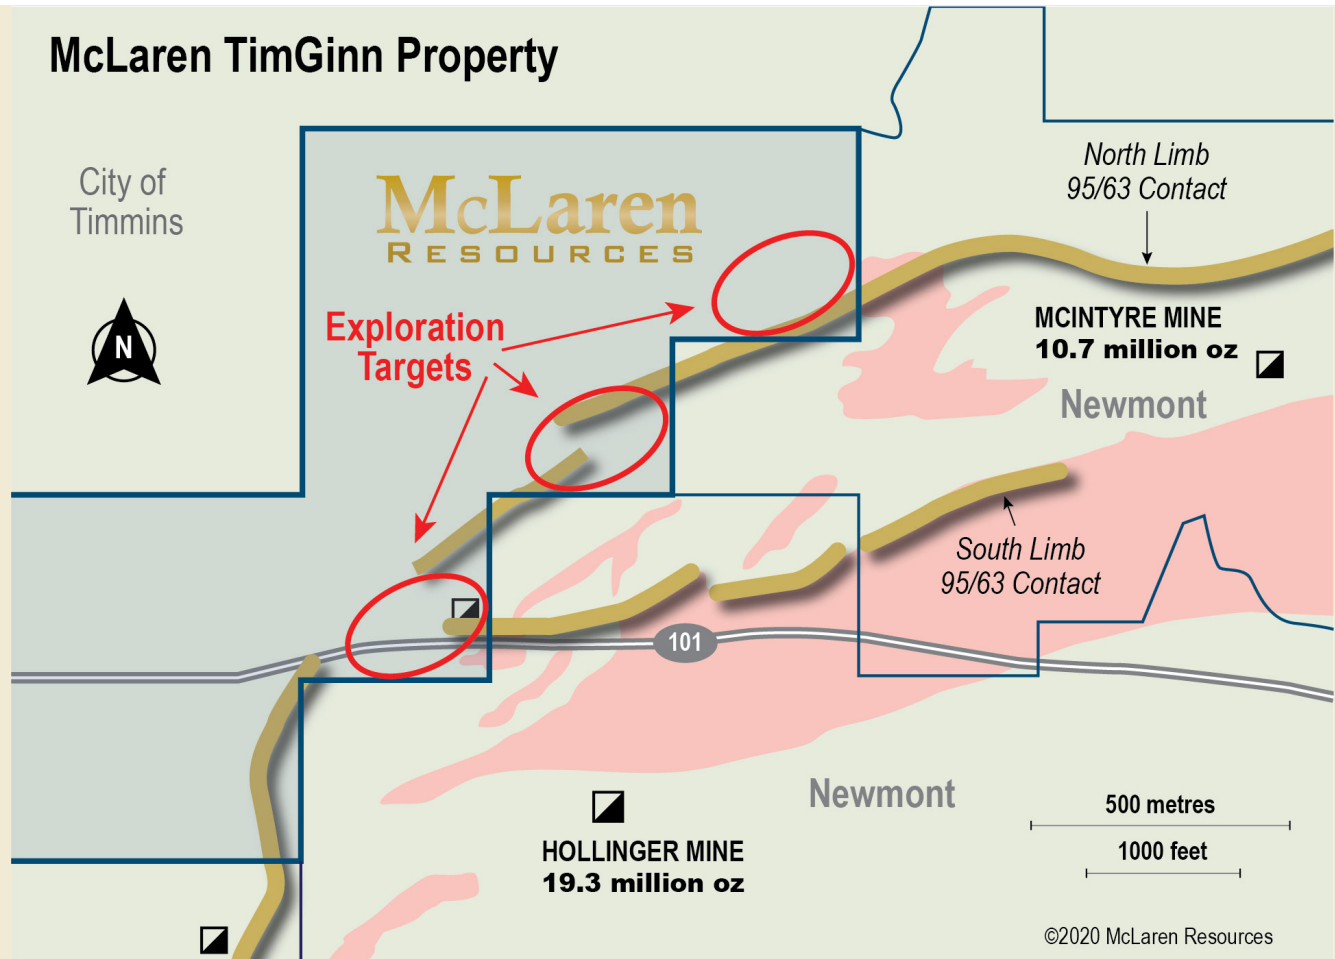 McLaren TimGinn Property
City of
Timmins
McLaren
RESOURCES
North Limb
95/63 Contact
N
Exploration
Targets
MCINTYRE MINE
10.7 million oz
Newmont
South Limb
95/63 Contact
101
Newmont
HOLLINGER MINE
19.3 million oz
500 metres
1000 feet
©2020 McLaren Resources